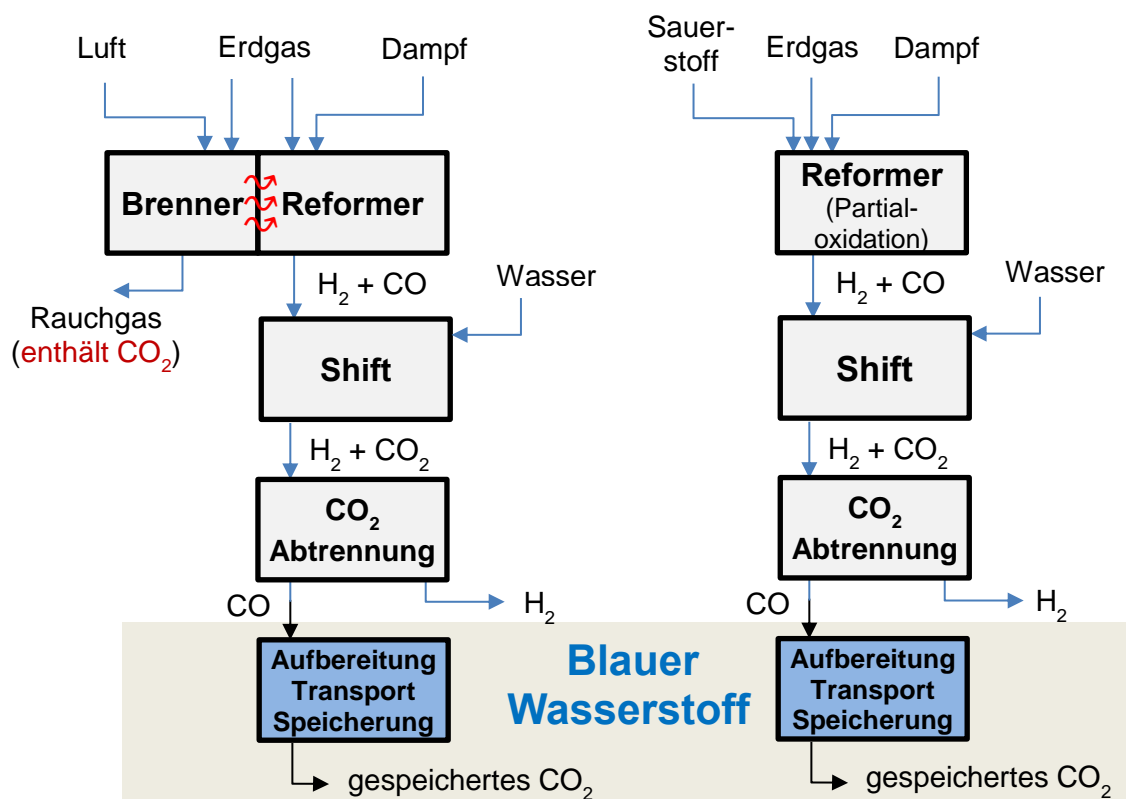 Luft
Erdgas
Dampf
Brenner
Reformer
H₂ + CO
Wasser
Rauchgas
(enthält CO₂)
Shift
H₂ + CO₂
CO₂
Abtrennung
CO
H₂
Aufbereitung
Transport
Speicherung
gespeichertes CO₂
Blauer
Wasserstoff
Sauer-
stoff
Erdgas
Dampf
Reformer
(Partial-
oxidation)
H₂ + CO
Wasser
Shift
H₂ + CO₂
CO₂
Abtrennung
CO
H₂
Aufbereitung
Transport
Speicherung
gespeichertes CO₂